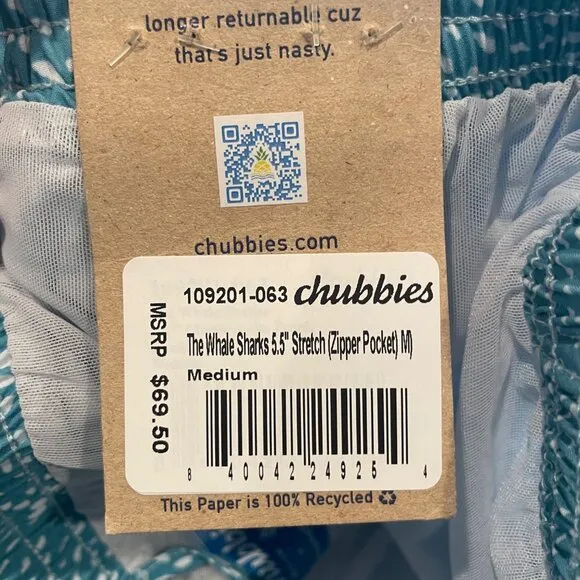 longer returnable cuz
that's just nasty.
chubbies.com
109201-063 chubbies
The Whale Sharks 5.5" Stretch (Zipper Pocket) M)
Medium
MSRP $69.50
8 40042 24925 4
This Paper is 100% Recycled